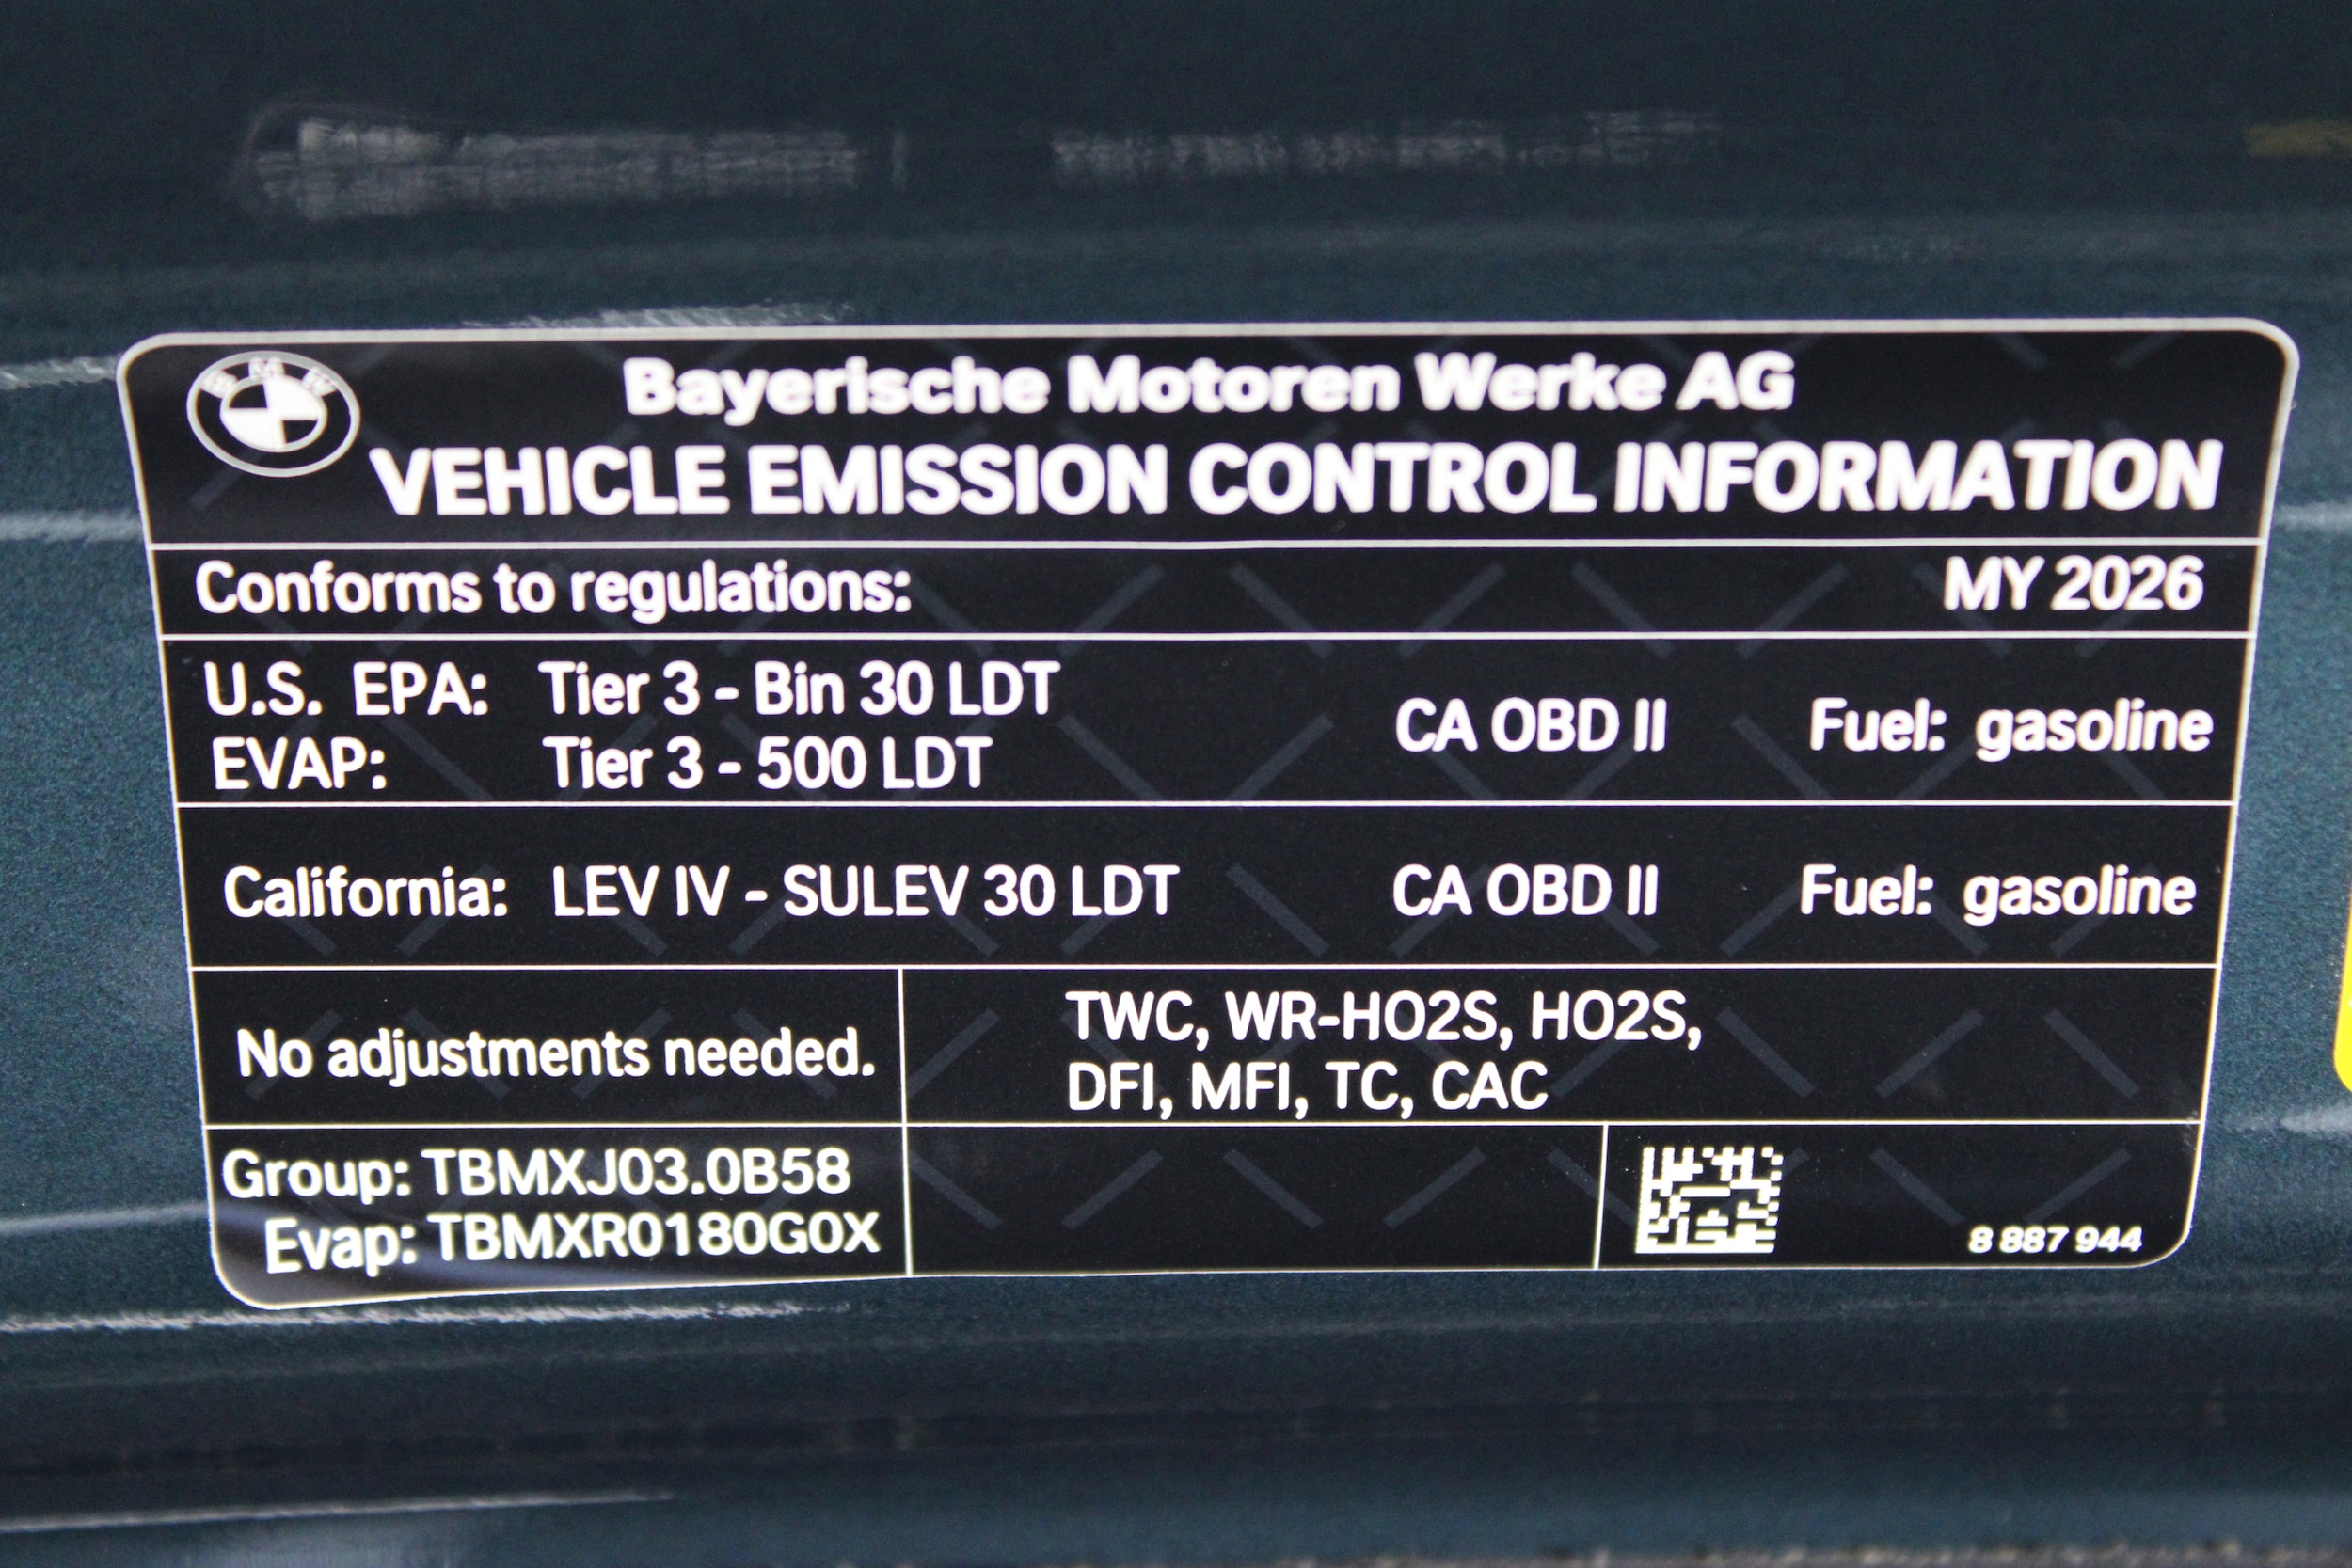 BMW
Bayerische Motoren Werke AG
VEHICLE EMISSION CONTROL INFORMATION
Conforms to regulations: MY 2026
U.S. EPA: Tier 3 - Bin 30 LDT
EVAP: Tier 3 - 500 LDT
CA OBD II Fuel: gasoline
California: LEV IV - SULEV 30 LDT CA OBD II Fuel: gasoline
No adjustments needed.
TWC, WR-HO2S, HO2S,
DFI, MFI, TC, CAC
Group: TBMXJ03.0B58
Evap: TBMXR0180G0X
8 887 944